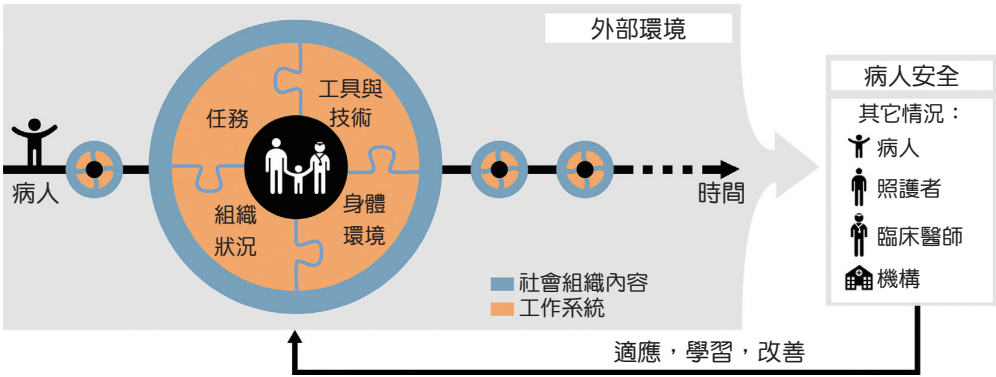 外部環境
病人安全
工具與
技術
任務
其它情況：
病人
照護者
臨床醫師
機構
病人
時間
組織
狀況
身體
環境
社會組織內容
工作系統
適應，學習，改善